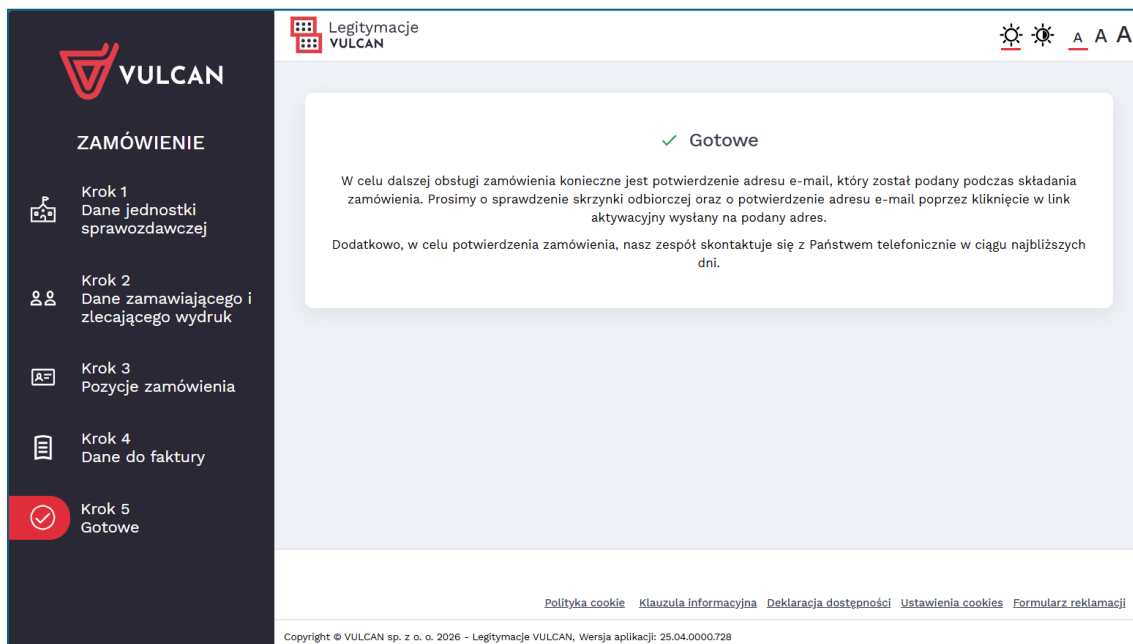 VULCAN
ZAMÓWIENIE
Krok 1
Dane jednostki
sprawozdawczej
Krok 2
Dane zamawiającego i
zlecającego wydruk
Krok 3
Pozycje zamówienia
Krok 4
Dane do faktury
Krok 5
Gotowe
Legitymacje
VULCAN
A A A
Gotowe
W celu dalszej obsługi zamówienia konieczne jest potwierdzenie adresu e-mail, który został podany podczas składania
zamówienia. Prosimy o sprawdzenie skrzynki odbiorczej oraz o potwierdzenie adresu e-mail poprzez kliknięcie w link
aktywacyjny wysłany na podany adres.
Dodatkowo, w celu potwierdzenia zamówienia, nasz zespół skontaktuje się z Państwem telefonicznie w ciągu najbliższych
dni.
Polityka cookie Klauzula informacyjna Deklaracja dostępności Ustawienia cookies Formularz reklamacji
Copyright © VULCAN sp. z o. o. 2026 - Legitymacje VULCAN, Wersja aplikacji: 25.04.0000.728